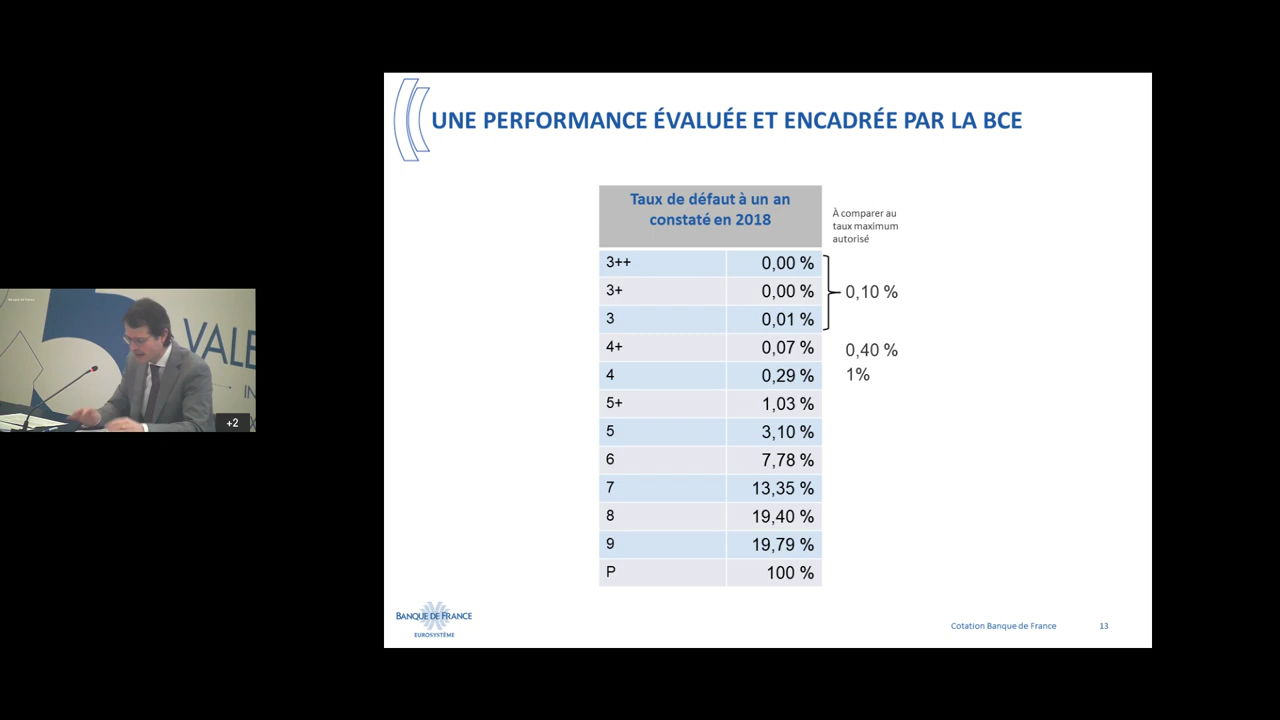 UNE PERFORMANCE ÉVALUÉE ET ENCADRÉE PAR LA BCE
Taux de défaut à un an
constaté en 2018
À comparer au
taux maximum
autorisé
3++ 0,00 %
3+ 0,00 % 0,10 %
3 0,01 %
4+ 0,07 % 0,40 %
4 0,29 % 1%
5+ 1,03 %
5 3,10 %
6 7,78 %
7 13,35 %
8 19,40 %
9 19,79 %
P 100 %
VALE
IN
+2
BANQUE DE FRANCE
EUROSYSTÈME
Cotation Banque de France 13